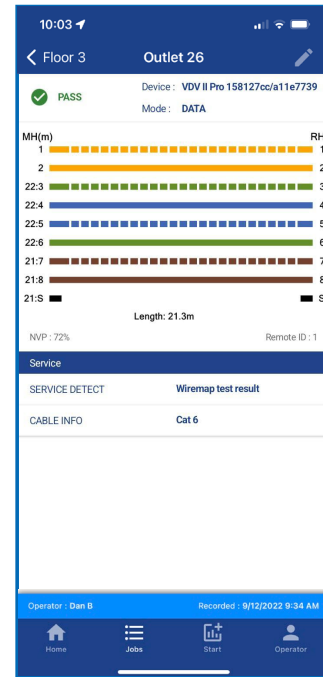 10:03
Floor 3 Outlet 26
PASS
Device : VDV II Pro 158127cc/a11e7739
Mode : DATA
MH(m) RH
1 1
2 2
22:3 3
22:4 4
22:5 5
22:6 6
21:7 7
21:8 8
21:S S
Length: 21.3m
NVP : 72% Remote ID : 1
Service
SERVICE DETECT Wiremap test result
CABLE INFO Cat 6
Operator : Dan B Recorded : 9/12/2022 9:34 AM
Home Jobs Start Operator